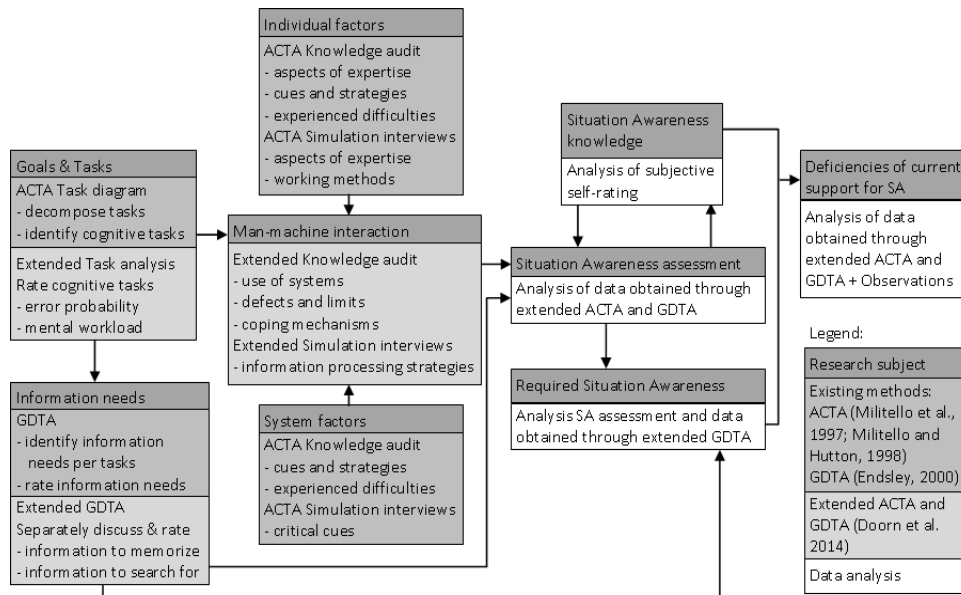 Individual factors
ACTA Knowledge audit
- aspects of expertise
- cues and strategies
- experienced difficulties
ACTA Simulation interviews
- aspects of expertise
- working methods
Goals & Tasks
ACTA Task diagram
- decompose tasks
- identify cognitive tasks
Extended Task analysis
Rate cognitive tasks
- error probability
- mental workload
Man-machine interaction
Extended Knowledge audit
- use of systems
- defects and limits
- coping mechanisms
Extended Simulation interviews
- information processing strategies
Information needs
GDTA
- identify information
needs per tasks
- rate information needs
Extended GDTA
Separately discuss & rate
- information to memorize
- information to search for
System factors
ACTA Knowledge audit
- cues and strategies
- experienced difficulties
ACTA Simulation interviews
- critical cues
Situation Awareness
knowledge
Analysis of subjective
self-rating
Situation Awareness assessment
Analysis of data obtained through
extended ACTA and GDTA
Required Situation Awareness
Analysis SA assessment and data
obtained through extended GDTA
Deficiencies of current
support for SA
Analysis of data
obtained through
extended ACTA and
GDTA + Observations
Legend:
Research subject
Existing methods:
ACTA (Militello et al.,
1997; Militello and
Hutton, 1998)
GDTA (Endsley, 2000)
Extended ACTA and
GDTA (Doorn et al.
2014)
Data analysis